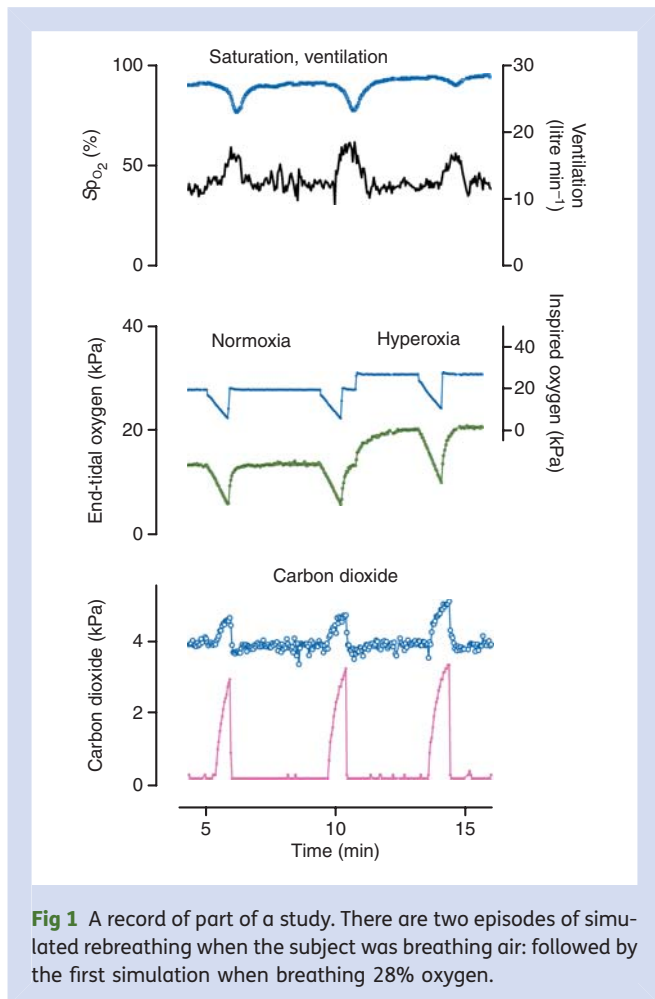 Saturation, ventilation
100
50
0
SpO2 (%)
30
20
10
0
Ventilation
(litre min–1)
40
20
0
End-tidal oxygen (kPa)
Normoxia
Hyperoxia
40
20
0
Inspired oxygen (kPa)
Carbon dioxide
4
2
0
Carbon dioxide (kPa)
5
10
15
Time (min)
Fig 1 A record of part of a study. There are two episodes of simu-
lated rebreathing when the subject was breathing air: followed by
the first simulation when breathing 28% oxygen.